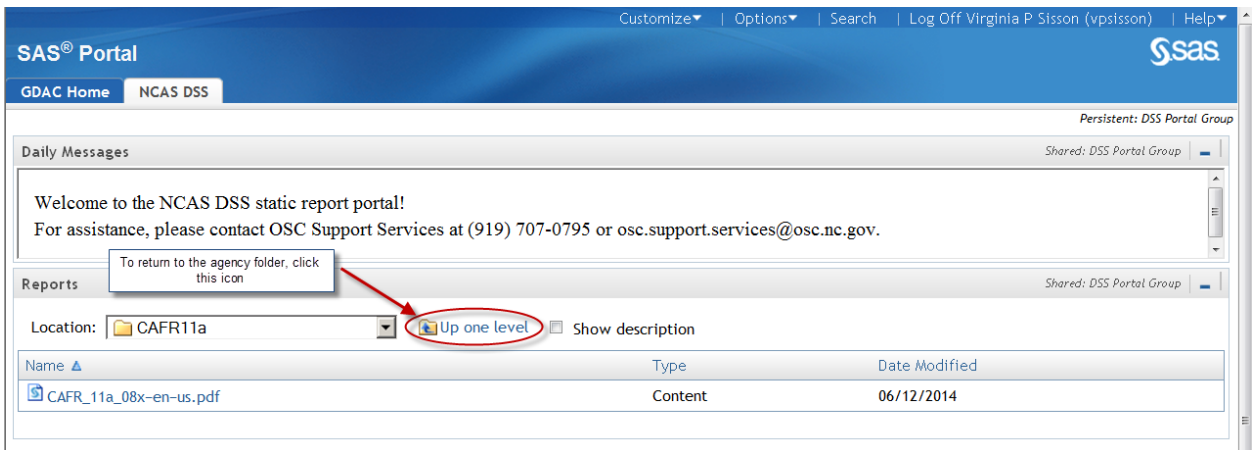 Customize▾ | Options▾ | Search | Log Off Virginia P Sisson (vpsisson) | Help▾
SAS® Portal
sas
GDAC Home NCAS DSS
Persistent: DSS Portal Group
Daily Messages Shared: DSS Portal Group
Welcome to the NCAS DSS static report portal!
For assistance, please contact OSC Support Services at (919) 707-0795 or osc.support.services@osc.nc.gov.
To return to the agency folder, click
this icon
Reports Shared: DSS Portal Group
Location: CAFR11a Up one level Show description
Name Type Date Modified
CAFR_11a_08x-en-us.pdf Content 06/12/2014